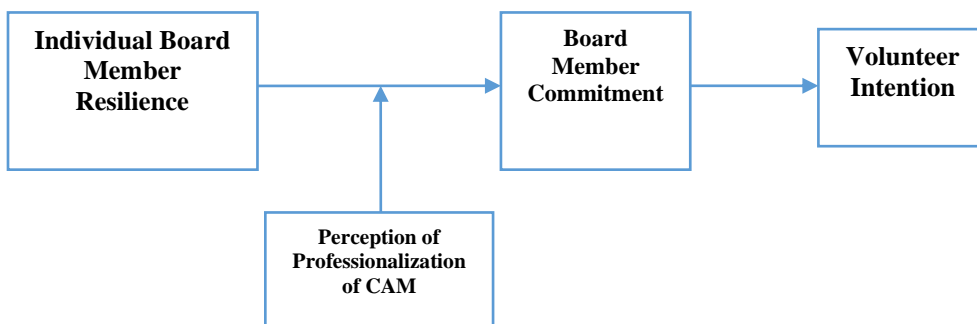 Individual Board
Member
Resilience
Board
Member
Commitment
Volunteer
Intention
Perception of
Professionalization
of CAM